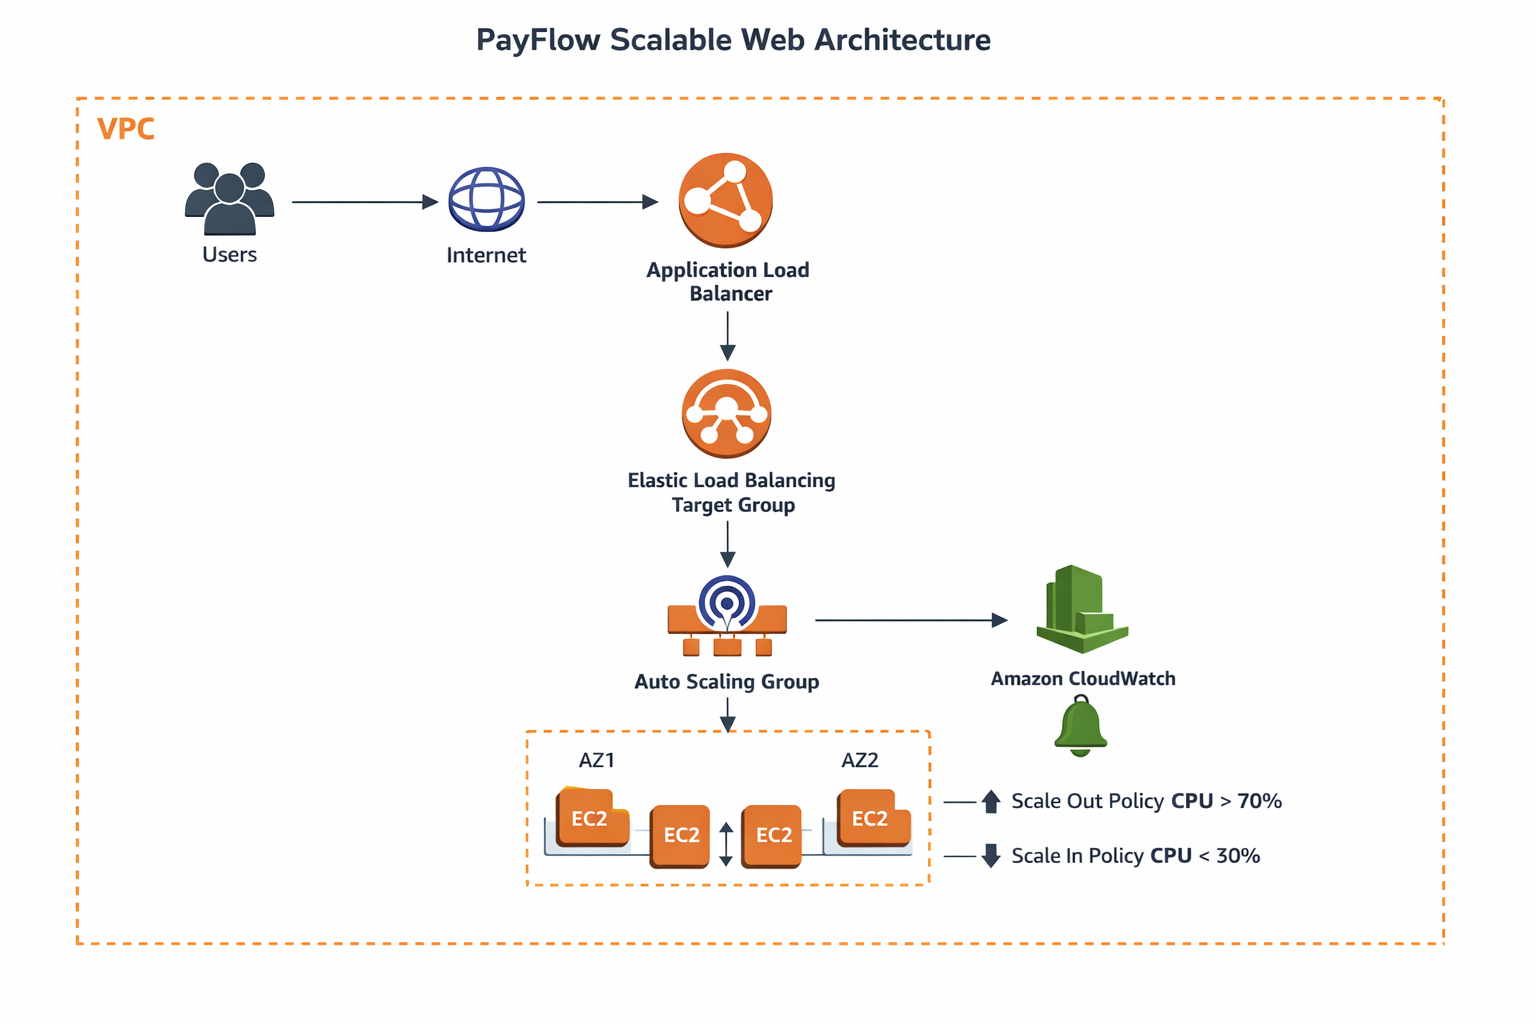 PayFlow Scalable Web Architecture
VPC
Users
Internet
Application Load
Balancer
Elastic Load Balancing
Target Group
Auto Scaling Group
Amazon CloudWatch
AZ1
AZ2
EC2
EC2
EC2
EC2
Scale Out Policy CPU > 70%
Scale In Policy CPU < 30%